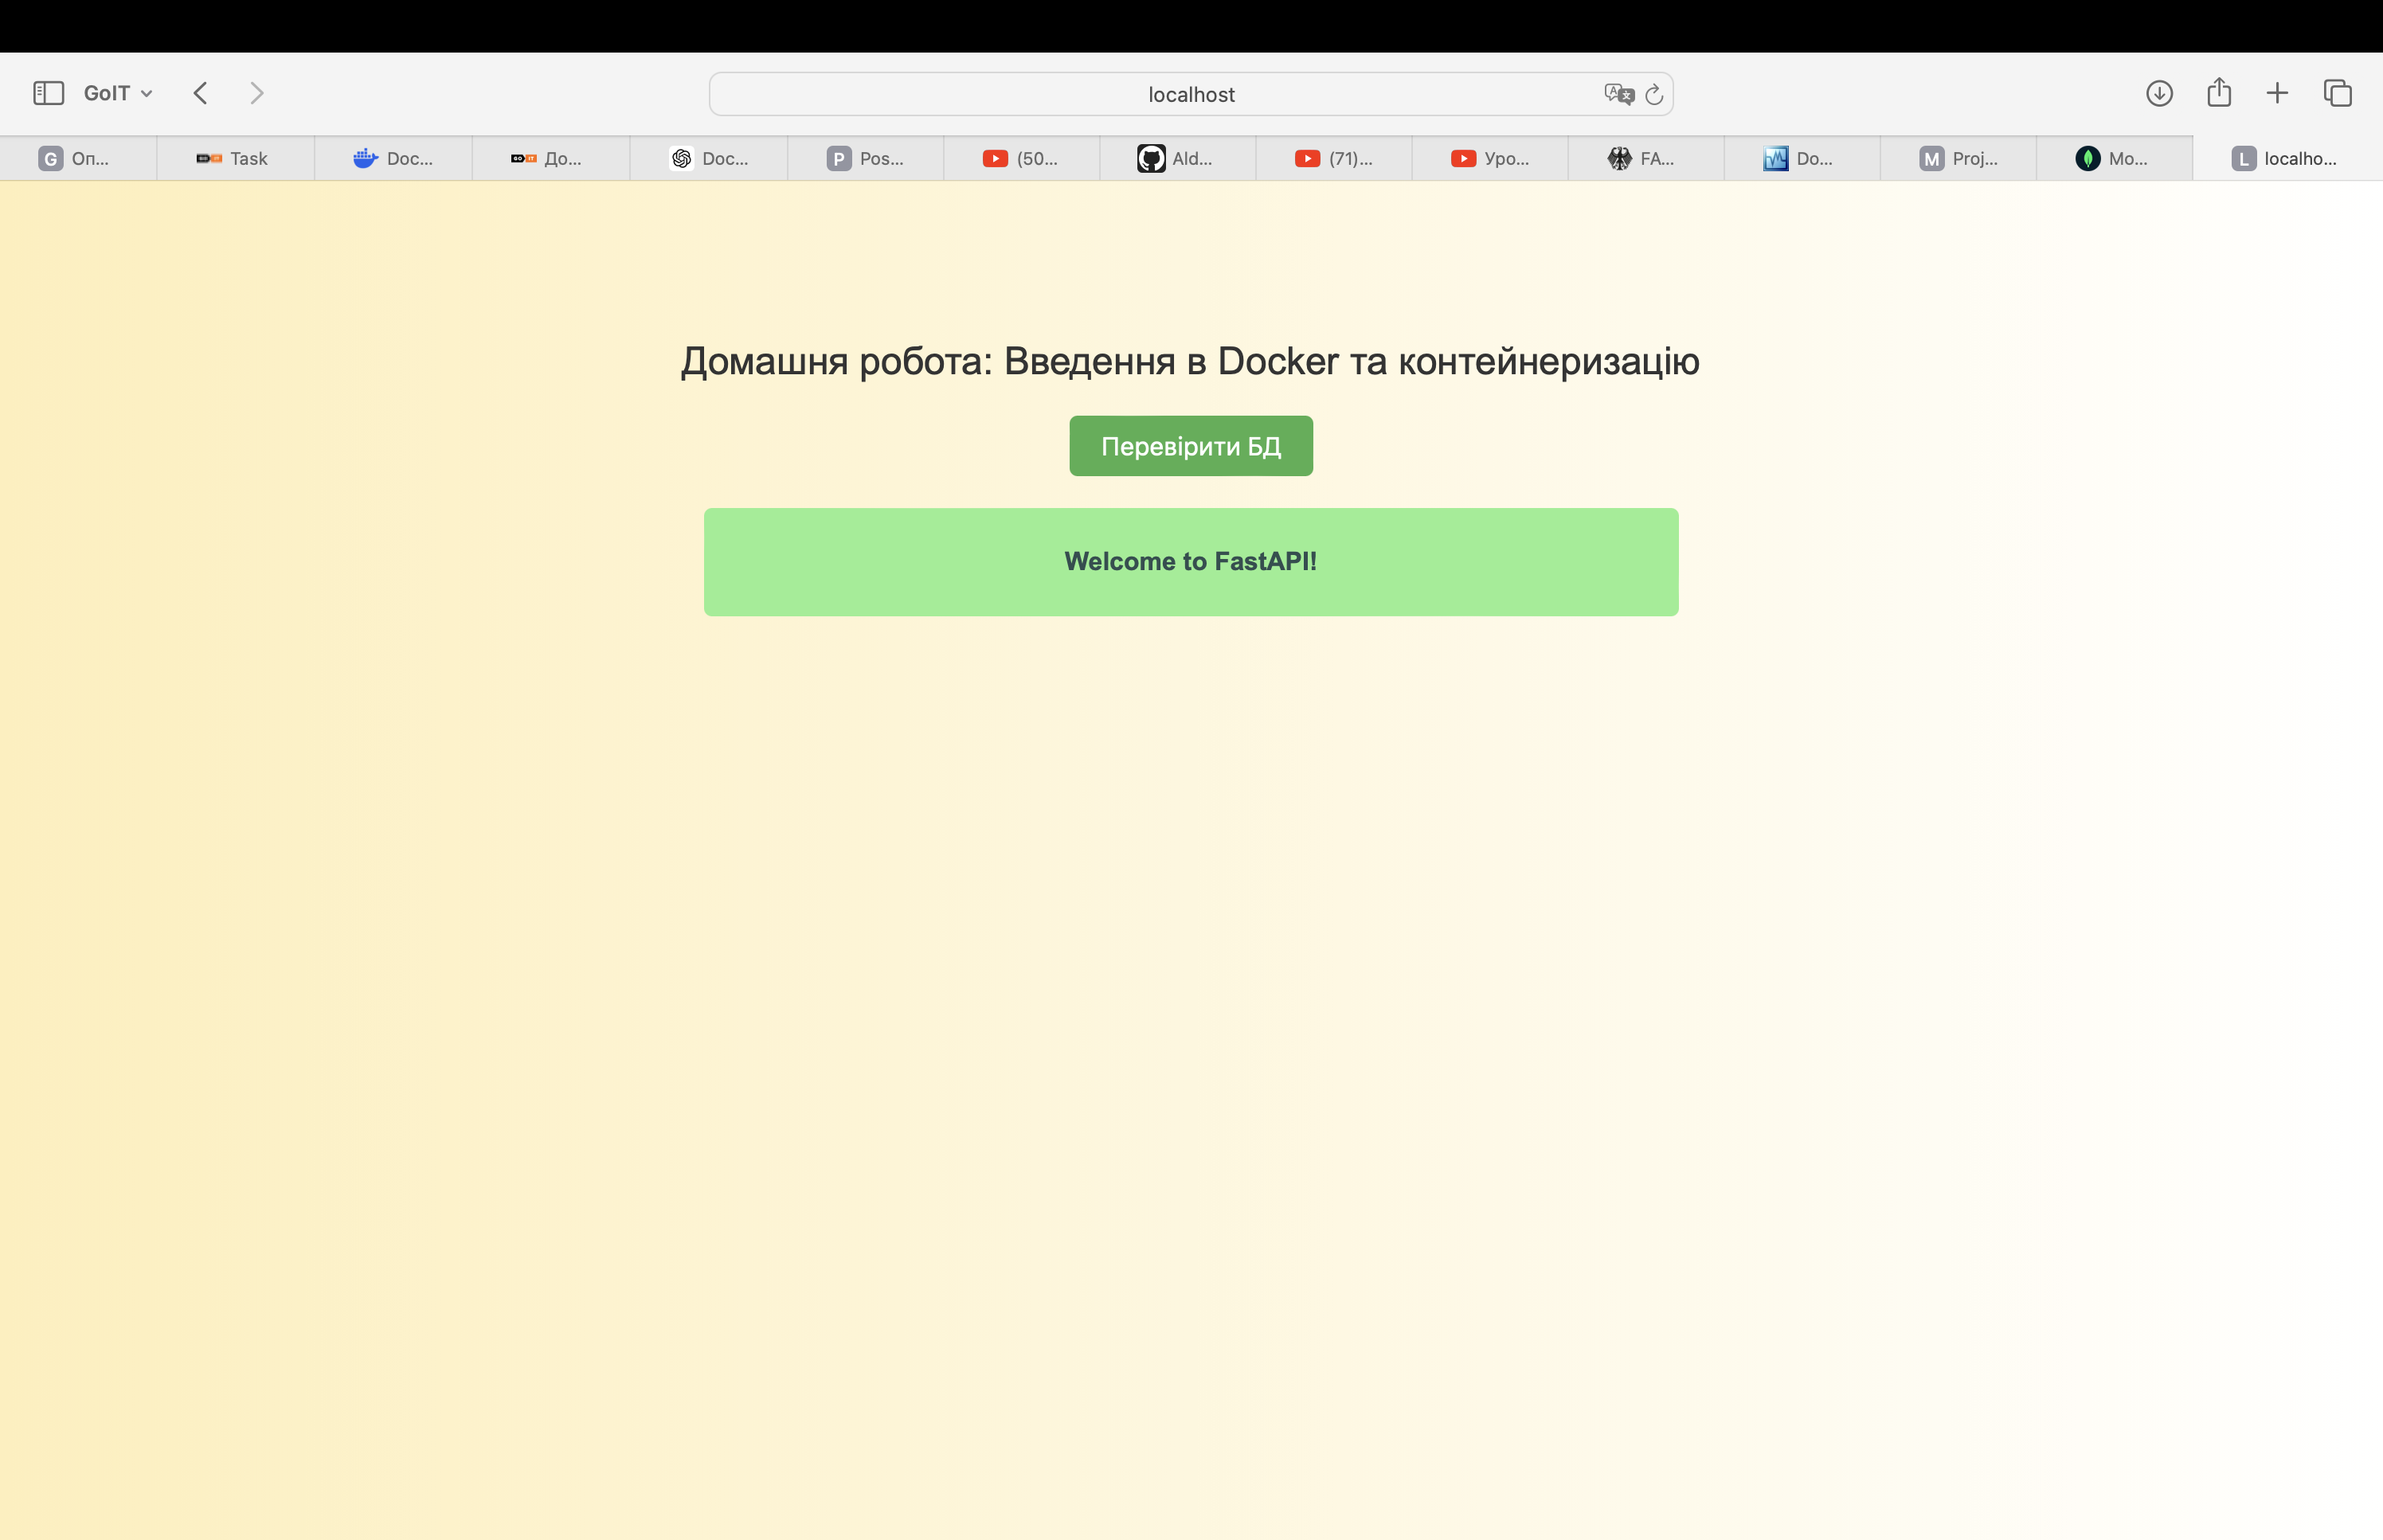 GoIT
localhost
Оп...
Task
Doc...
До...
Doc...
Pos...
(50...
Ald...
(71)...
Уро...
FA...
Do...
Proj...
Mo...
localho...
Домашня робота: Введення в Docker та контейнеризацію
Перевірити БД
Welcome to FastAPI!